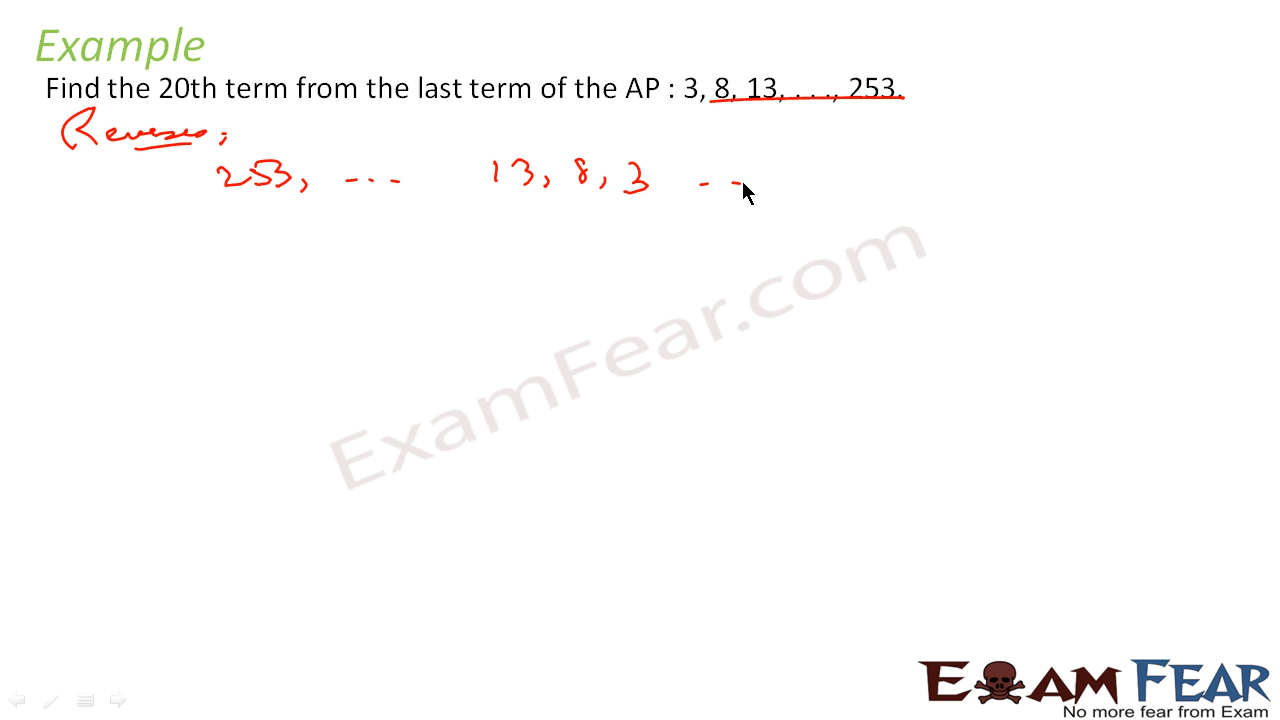 Example
Find the 20th term from the last term of the AP : 3, 8, 13, . . ., 253.
Reverse,
253, --- 13, 8, 3 --
ExamFear.com
EXAM FEAR
No more fear from Exam